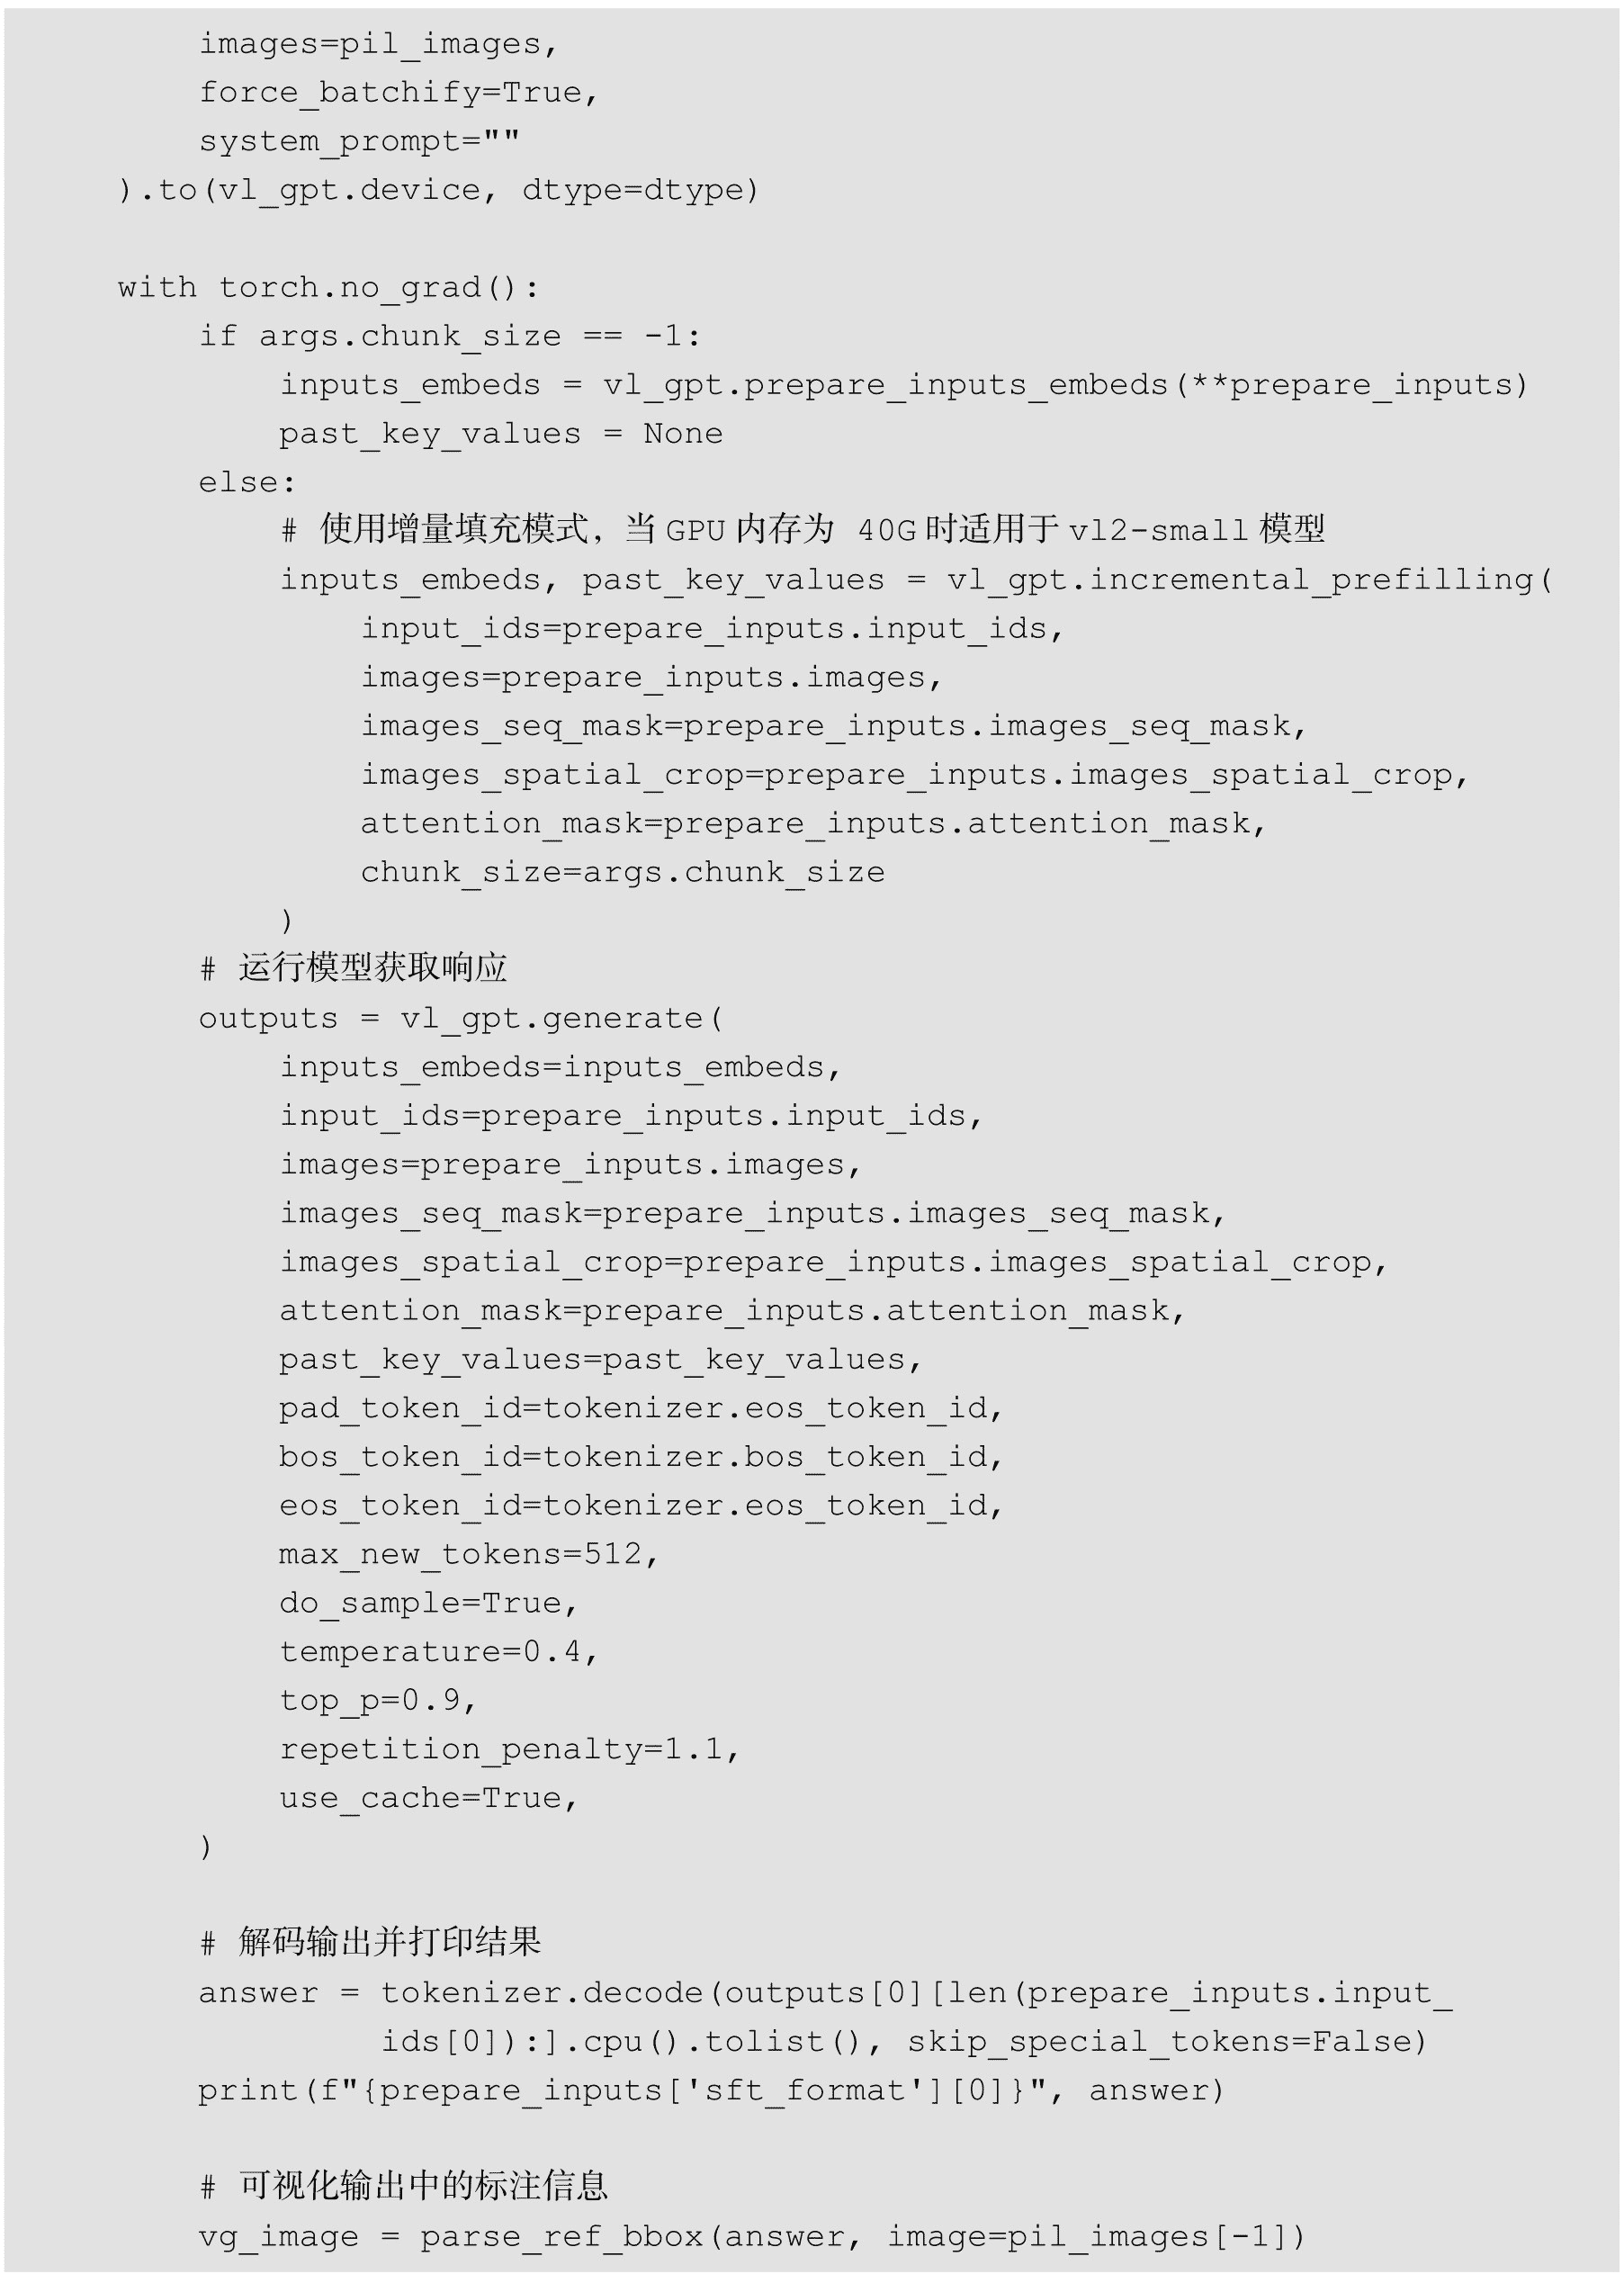 images=pil_images,
force_batchify=True,
system_prompt=""
).to(vl_gpt.device, dtype=dtype)
with torch.no_grad():
if args.chunk_size == -1:
inputs_embeds = vl_gpt.prepare_inputs_embeds(**prepare_inputs)
past_key_values = None
else:
# 使用增量填充模式，当GPU内存为 40G时适用于vl2-small模型
inputs_embeds, past_key_values = vl_gpt.incremental_prefilling(
input_ids=prepare_inputs.input_ids,
images=prepare_inputs.images,
images_seq_mask=prepare_inputs.images_seq_mask,
images_spatial_crop=prepare_inputs.images_spatial_crop,
attention_mask=prepare_inputs.attention_mask,
chunk_size=args.chunk_size
)
# 运行模型获取响应
outputs = vl_gpt.generate(
inputs_embeds=inputs_embeds,
input_ids=prepare_inputs.input_ids,
images=prepare_inputs.images,
images_seq_mask=prepare_inputs.images_seq_mask,
images_spatial_crop=prepare_inputs.images_spatial_crop,
attention_mask=prepare_inputs.attention_mask,
past_key_values=past_key_values,
pad_token_id=tokenizer.eos_token_id,
bos_token_id=tokenizer.bos_token_id,
eos_token_id=tokenizer.eos_token_id,
max_new_tokens=512,
do_sample=True,
temperature=0.4,
top_p=0.9,
repetition_penalty=1.1,
use_cache=True,
)
# 解码输出并打印结果
answer = tokenizer.decode(outputs[0][len(prepare_inputs.input_
ids[0]):].cpu().tolist(), skip_special_tokens=False)
print(f"{prepare_inputs['sft_format'][0]}", answer)
# 可视化输出中的标注信息
vg_image = parse_ref_bbox(answer, image=pil_images[-1])